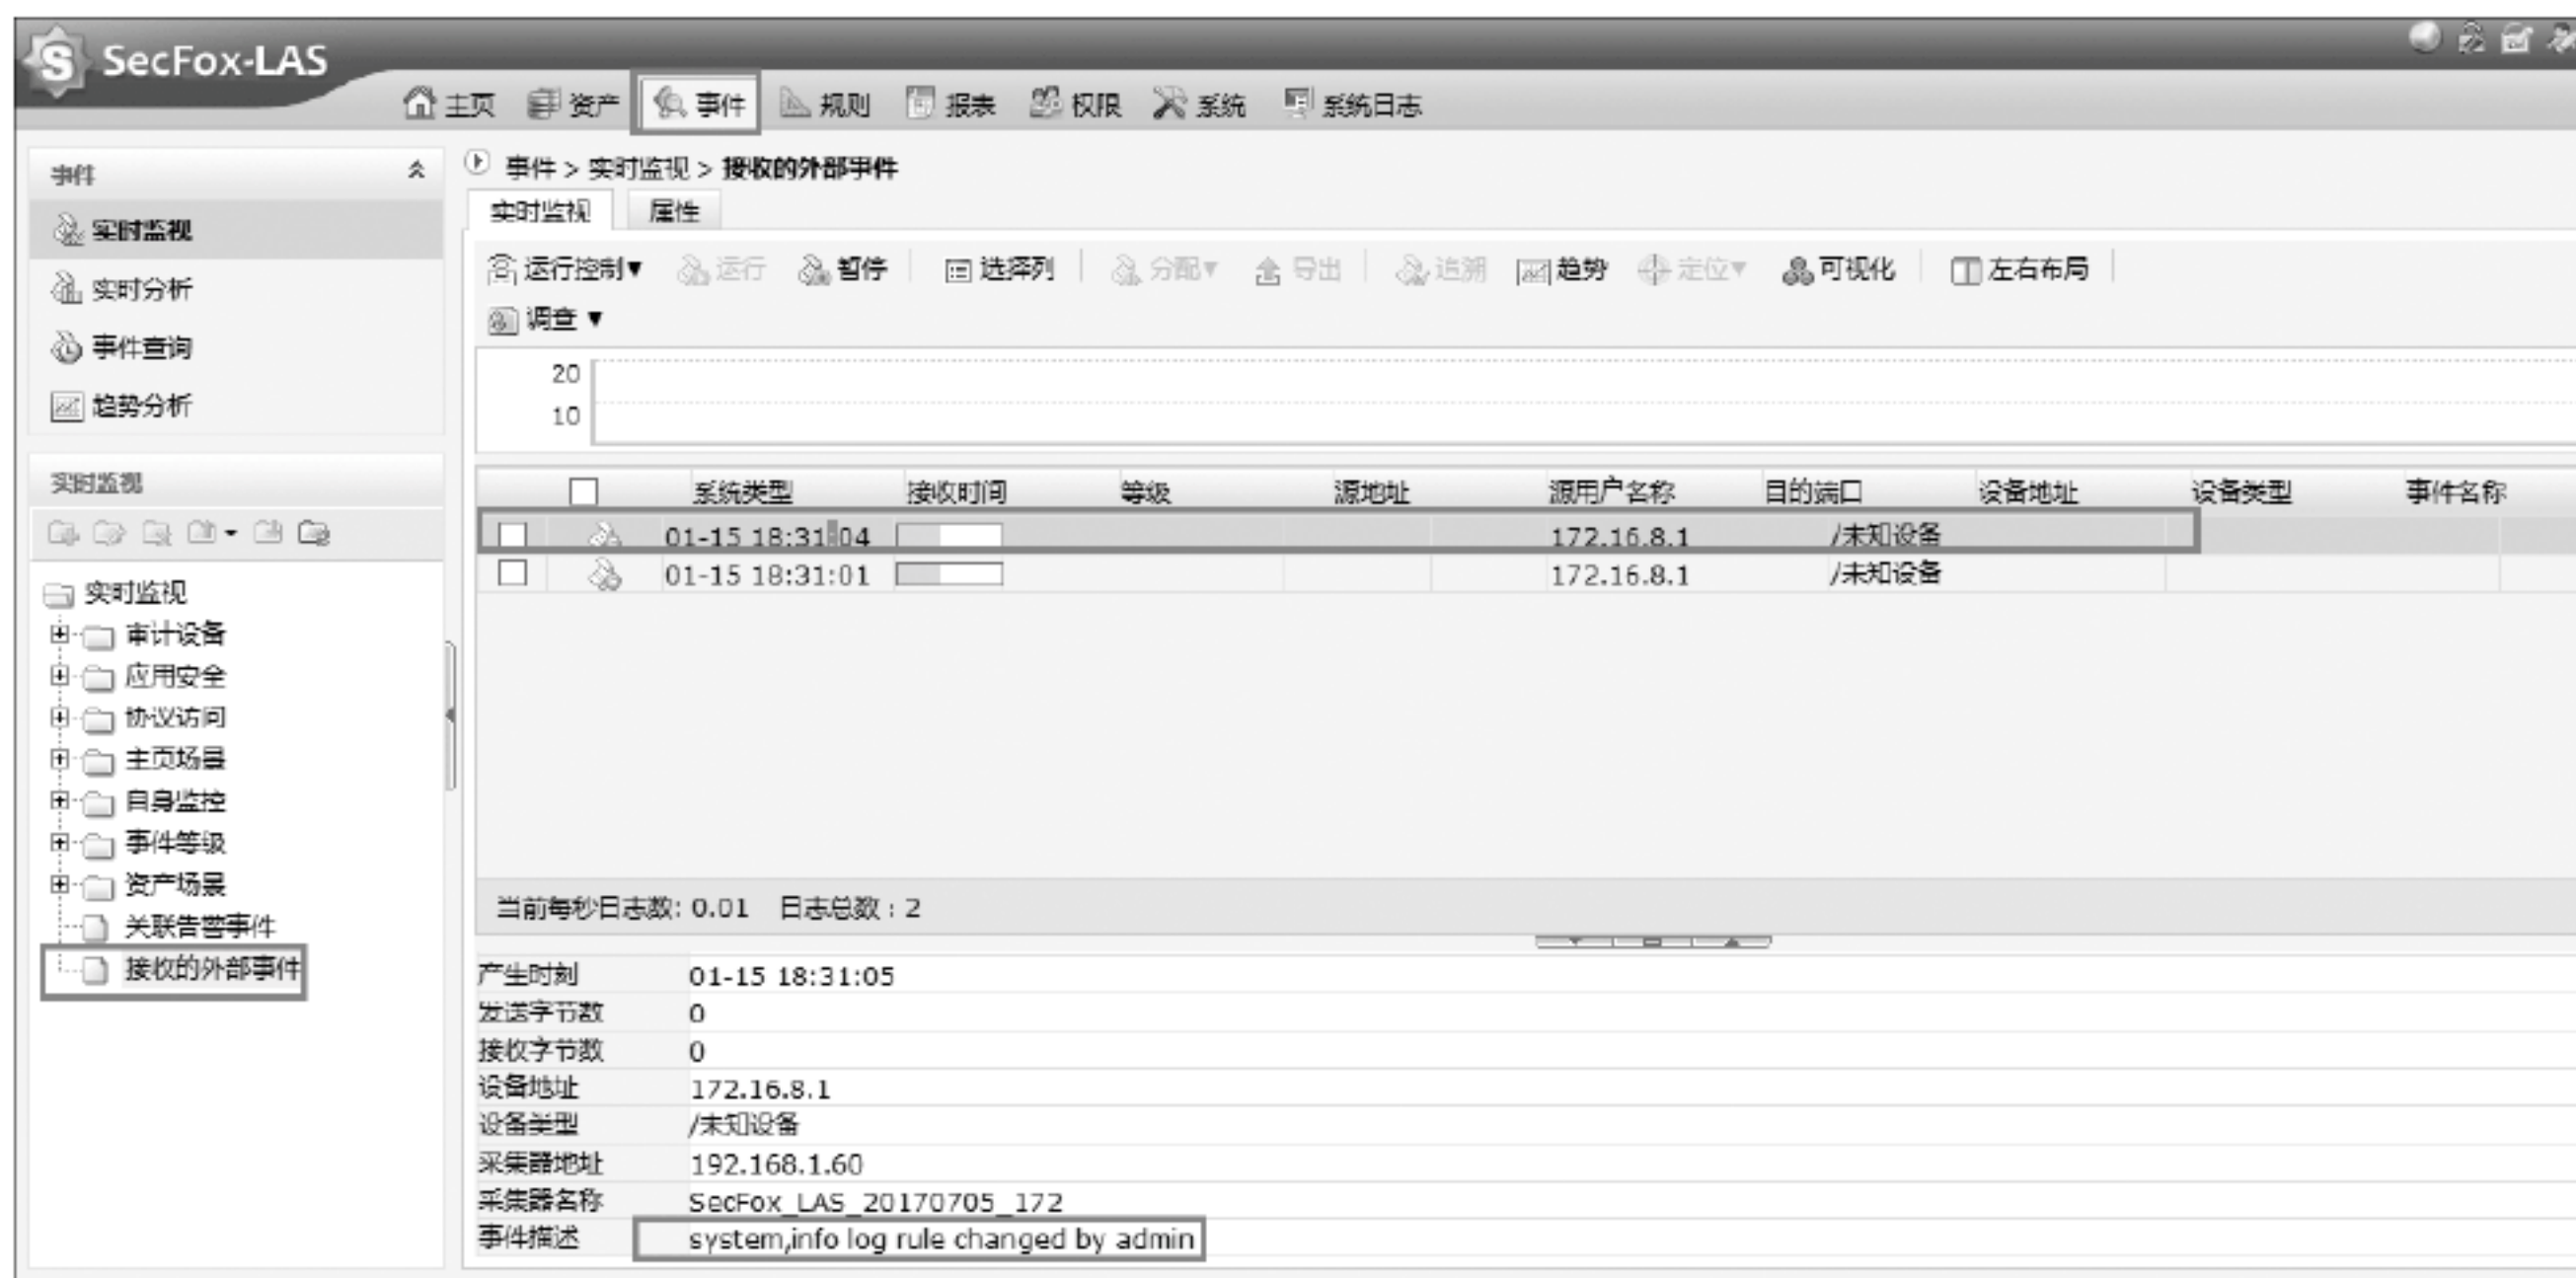 SecFox-LAS
主页 资产 事件 规则 报表 权限 系统 系统日志
事件
实时监视
实时分析
事件查询
趋势分析
实时监视
实时监视
审计设备
应用安全
协议访问
主页场景
自身监控
事件等级
资产场景
关联告警事件
接收的外部事件
事件 > 实时监视 > 接收的外部事件
实时监视 属性
运行控制▼ 运行 暂停 选择列 分配▼ 导出 追溯 趋势 定位▼ 可视化 左右布局
调查 ▼
20
10
系统类型 接收时间 等级 源地址 源用户名称 目的端口 设备地址 设备类型 事件名称
01-15 18:31:04 172.16.8.1 /未知设备
01-15 18:31:01 172.16.8.1 /未知设备
当前每秒日志数: 0.01 日志总数 : 2
产生时刻 01-15 18:31:05
发送字节数 0
接收字节数 0
设备地址 172.16.8.1
设备类型 /未知设备
采集器地址 192.168.1.60
采集器名称 SecFox_LAS_20170705_172
事件描述 system,info log rule changed by admin